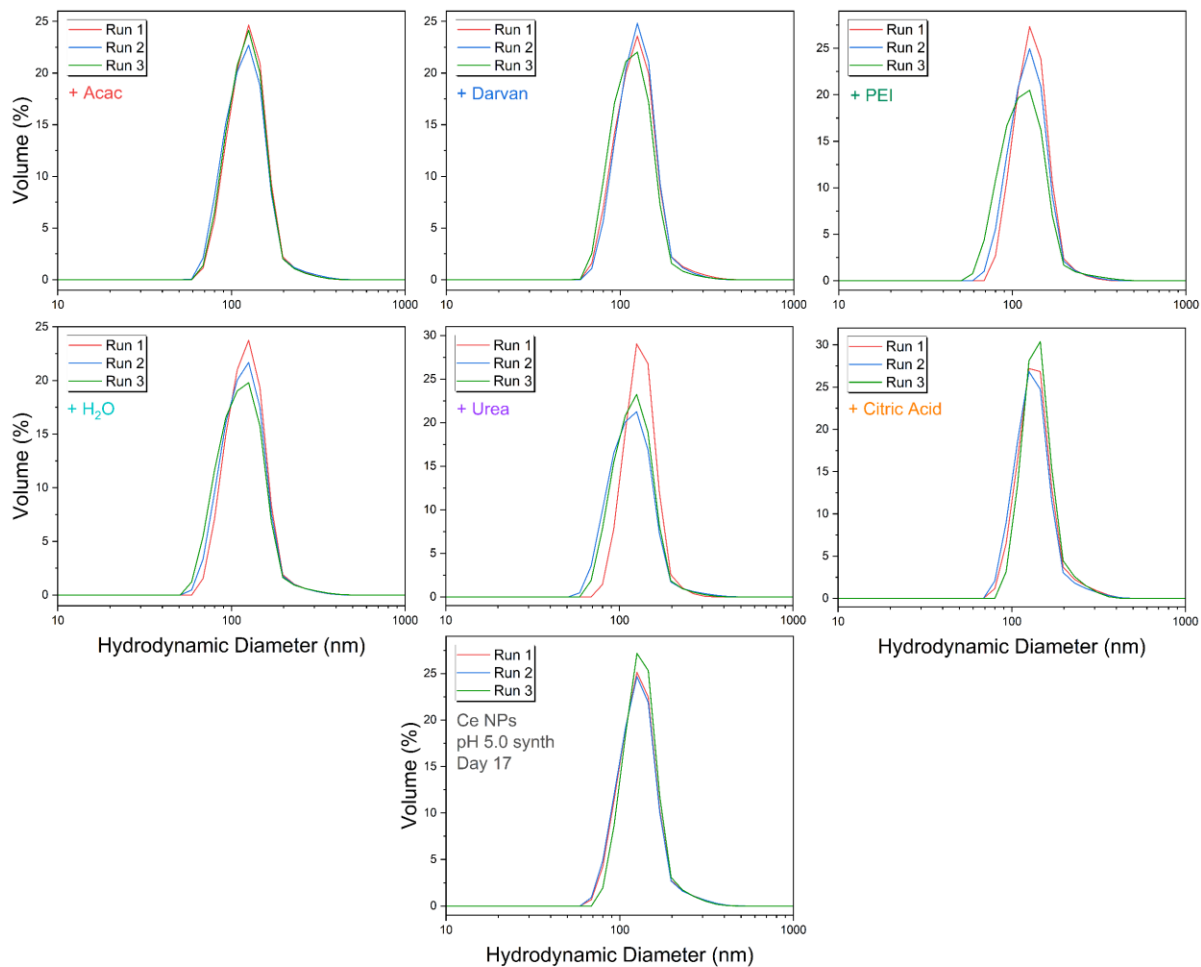 Volume (%)
25
20
15
10
5
0
Run 1
Run 2
Run 3
+ Acac
10
100
1000
25
20
15
10
5
0
Run 1
Run 2
Run 3
+ Darvan
10
100
1000
25
20
15
10
5
0
Run 1
Run 2
Run 3
+ PEI
10
100
1000
Volume (%)
25
20
15
10
5
0
Run 1
Run 2
Run 3
+ H₂O
10
100
1000
Hydrodynamic Diameter (nm)
30
25
20
15
10
5
0
Run 1
Run 2
Run 3
+ Urea
10
100
1000
30
25
20
15
10
5
0
Run 1
Run 2
Run 3
+ Citric Acid
10
100
1000
Hydrodynamic Diameter (nm)
Volume (%)
25
20
15
10
5
0
Run 1
Run 2
Run 3
Ce NPs
pH 5.0 synth
Day 17
10
100
1000
Hydrodynamic Diameter (nm)